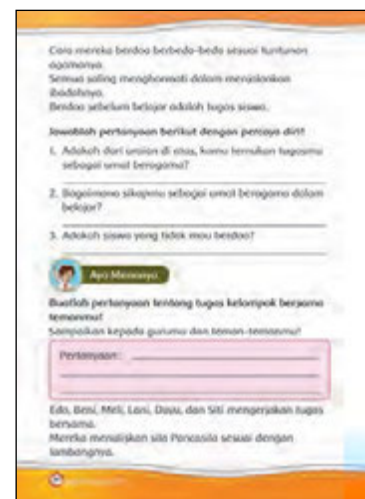 Cara mereka berdoa berbeda-beda sesuai tuntunan
agamanya.
Semua saling menghormati dalam menjalankan
ibadahnya.
Berdoa sebelum belajar adalah tugas siswa.
Jawablah pertanyaan berikut dengan percaya diri!
1. Adakah dari uraian di atas, kamu temukan tugasmu
sebagai umat beragama?
2. Bagaimana sikapmu sebagai umat beragama dalam
belajar?
3. Adakah siswa yang tidak mau berdoa?
Ayo Menanya
Buatlah pertanyaan tentang tugas kelompok bersama
temanmu!
Sampaikan kepada gurumu dan teman-temanmu!
Pertanyaan:
Edo, Beni, Meli, Lani, Dayu, dan Siti mengerjakan tugas
bersama.
Mereka menuliskan sila Pancasila sesuai dengan
lambangnya.